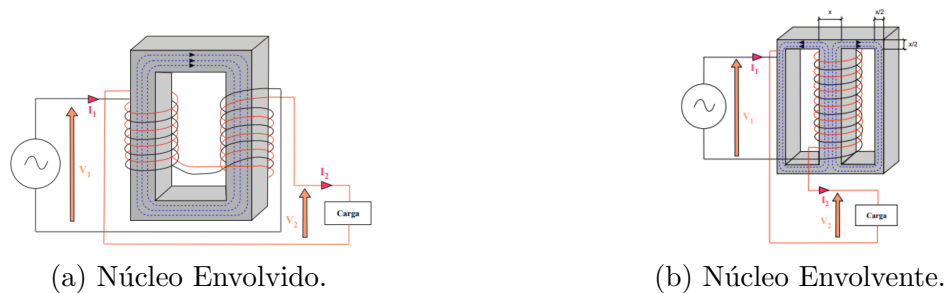 I1
V1
I2
V2
Carga
(a) Núcleo Envolvido.
x
x/2
x/2
I1
V1
I2
V2
Carga
(b) Núcleo Envolvente.